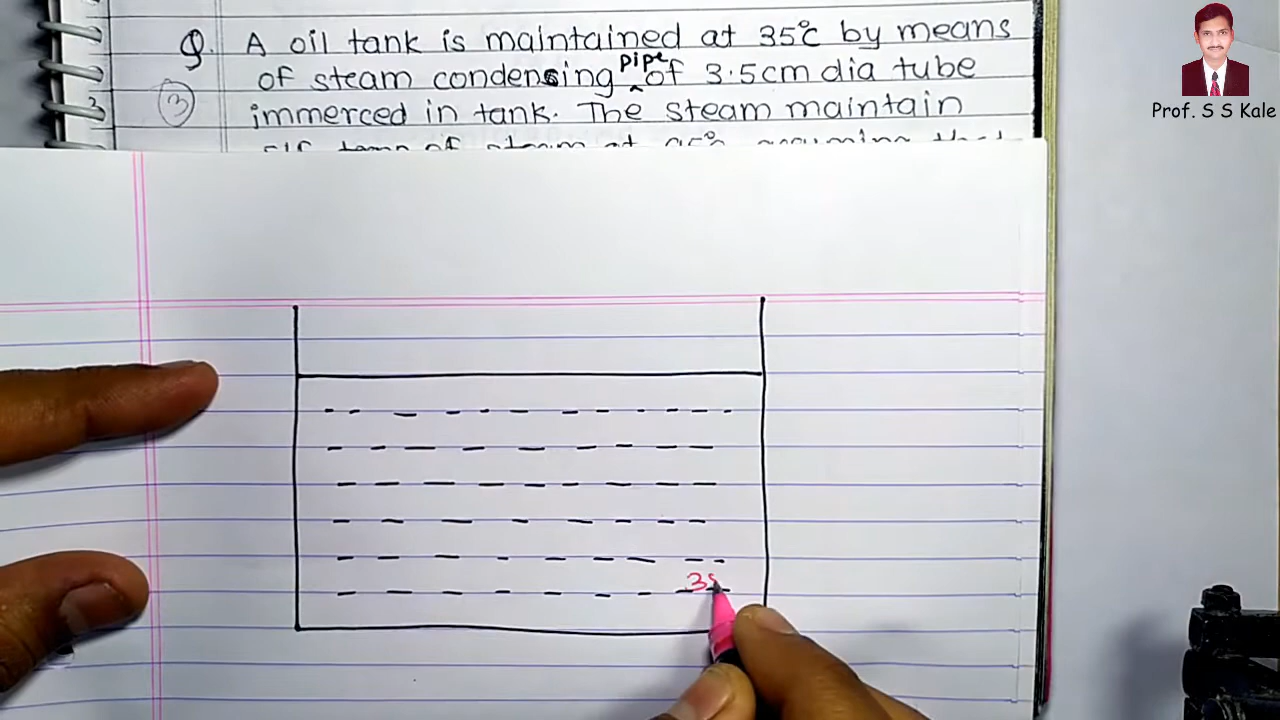 Q. A oil tank is maintained at 35°C by means
of steam condensing pipe of 3.5cm dia tube
③ immerced in tank. The steam maintain
Prof. S S Kale
3